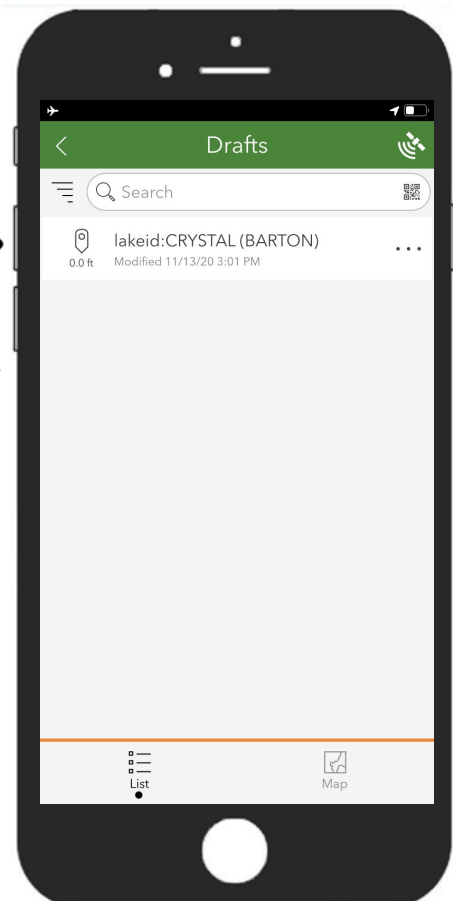 Drafts
Search
lakeid:CRYSTAL (BARTON)
0.0 ft Modified 11/13/20 3:01 PM
List Map